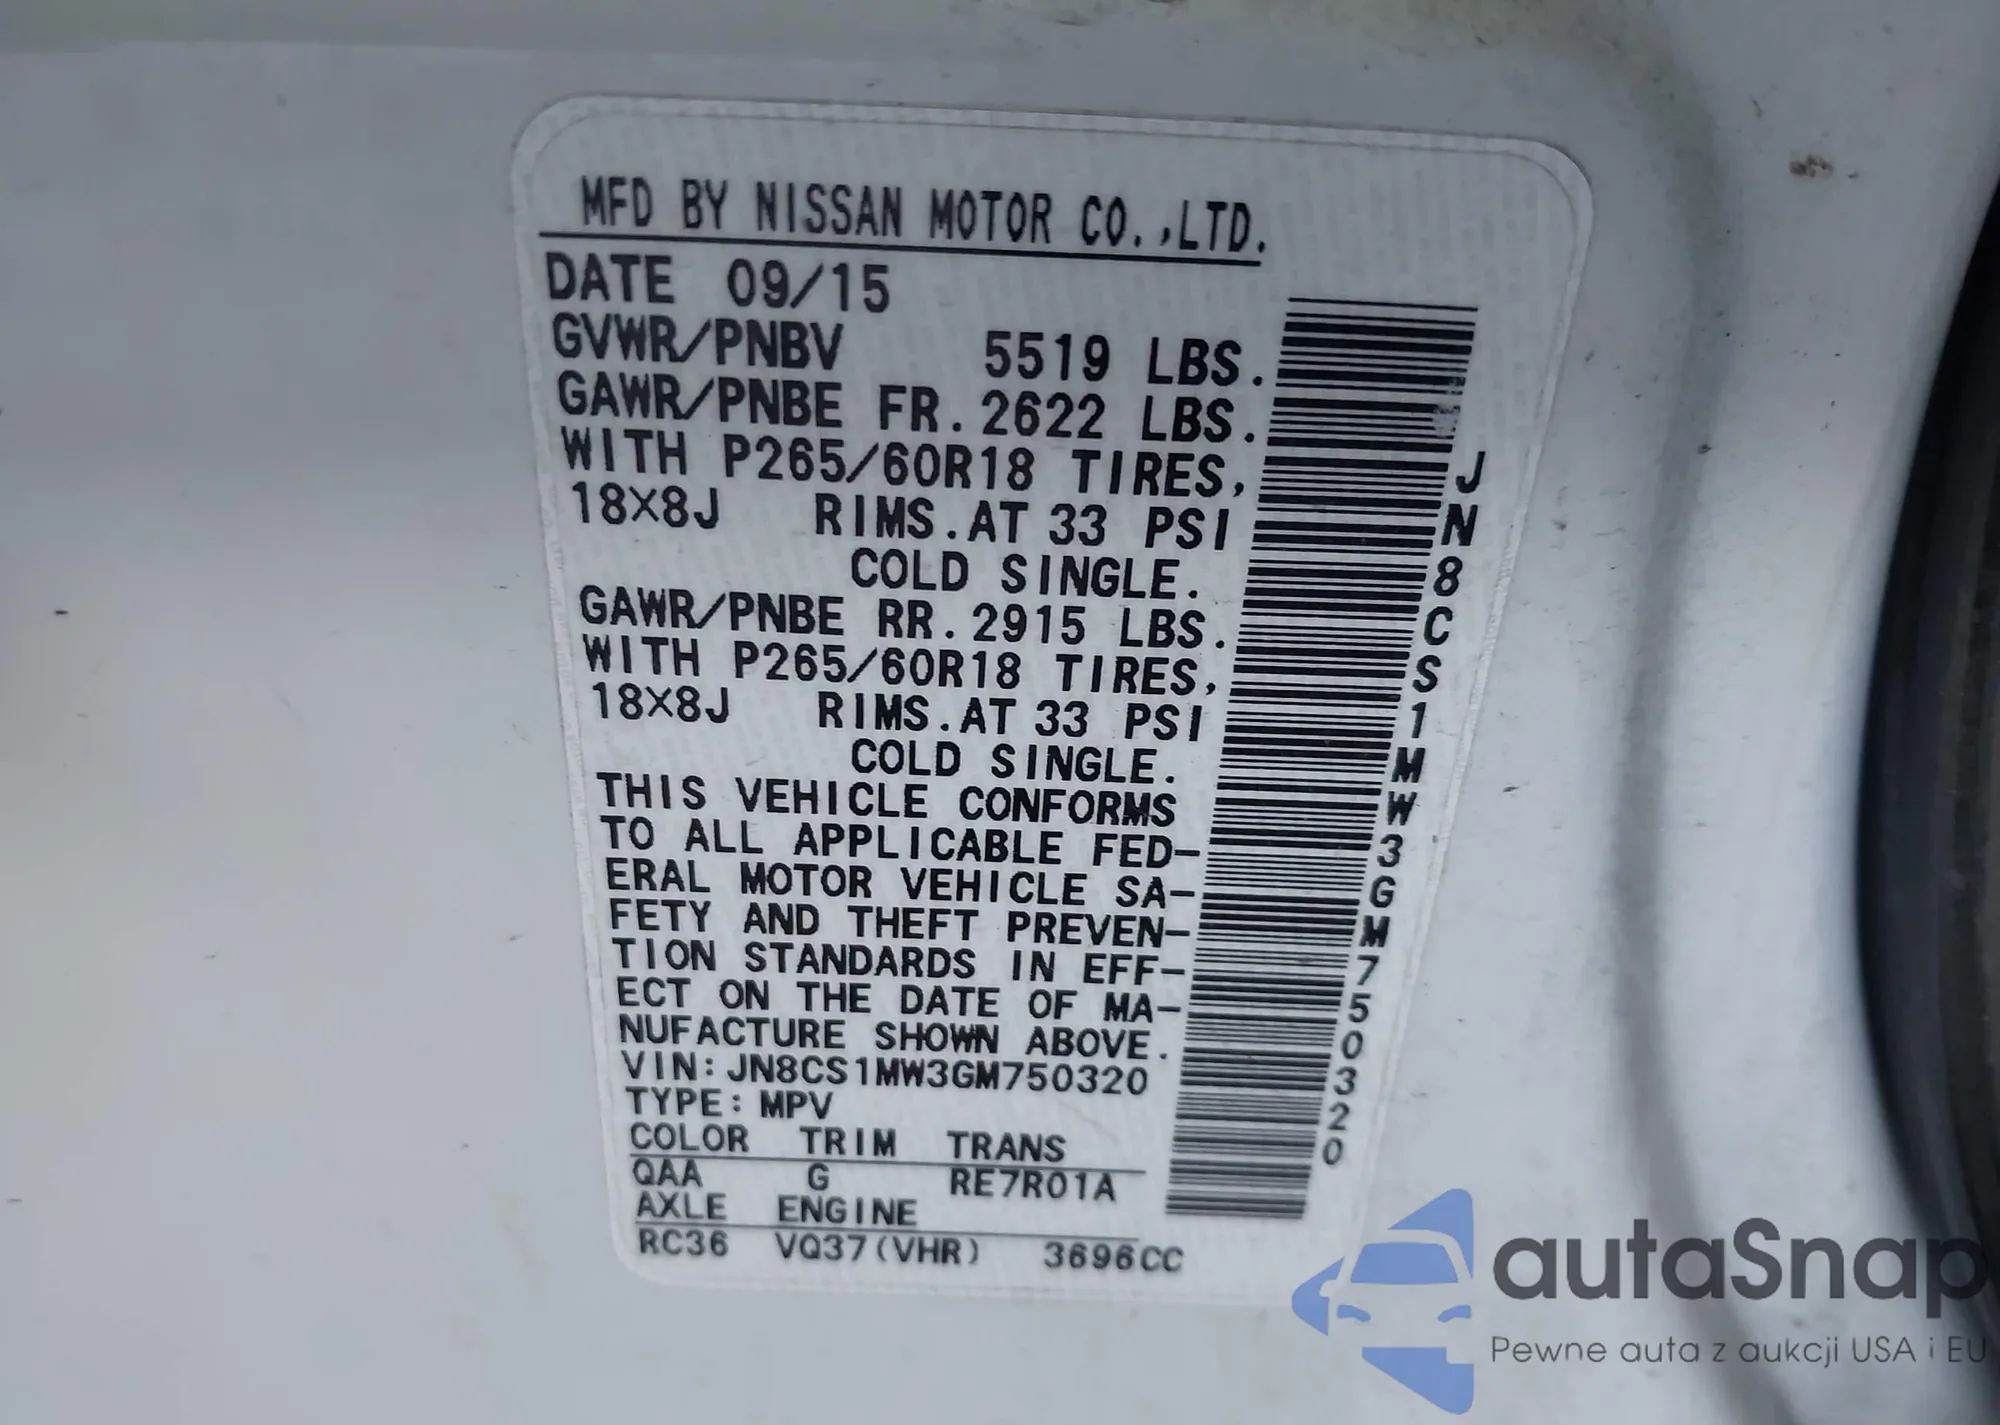 MFD BY NISSAN MOTOR CO.,LTD.
DATE 09/15
GVWR/PNBV 5519 LBS.
GAWR/PNBE FR.2622 LBS.
WITH P265/60R18 TIRES,
18X8J RIMS.AT 33 PSI
COLD SINGLE.
GAWR/PNBE RR.2915 LBS.
WITH P265/60R18 TIRES,
18X8J RIMS.AT 33 PSI
COLD SINGLE.
THIS VEHICLE CONFORMS
TO ALL APPLICABLE FED-
ERAL MOTOR VEHICLE SA-
FETY AND THEFT PREVEN-
TION STANDARDS IN EFF-
ECT ON THE DATE OF MA-
NUFACTURE SHOWN ABOVE.
VIN:JN8CS1MW3GM750320
TYPE:MPV
COLOR TRIM TRANS
QAA G RE7R01A
AXLE ENGINE
RC36 VQ37(VHR) 3696CC
JN8CS1MW3GM750320
autaSnap
Pewne auta z aukcji USA i EU